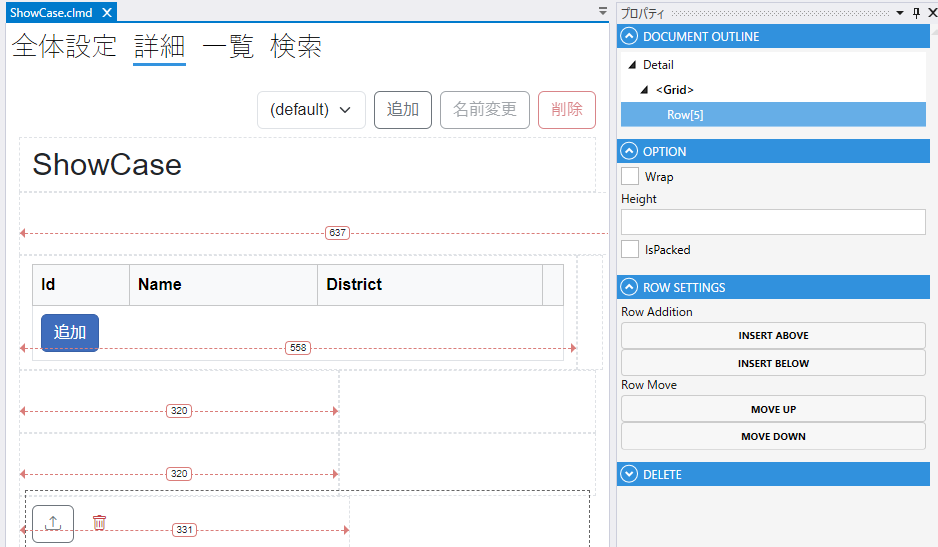 ShowCase.clmd
全体設定 詳細 一覧 検索
(default) 追加 名前変更 削除
ShowCase
637
Id Name District
追加
558
320
320
331
プロパティ
DOCUMENT OUTLINE
Detail
<Grid>
Row[5]
OPTION
Wrap
Height
IsPacked
ROW SETTINGS
Row Addition
INSERT ABOVE
INSERT BELOW
Row Move
MOVE UP
MOVE DOWN
DELETE